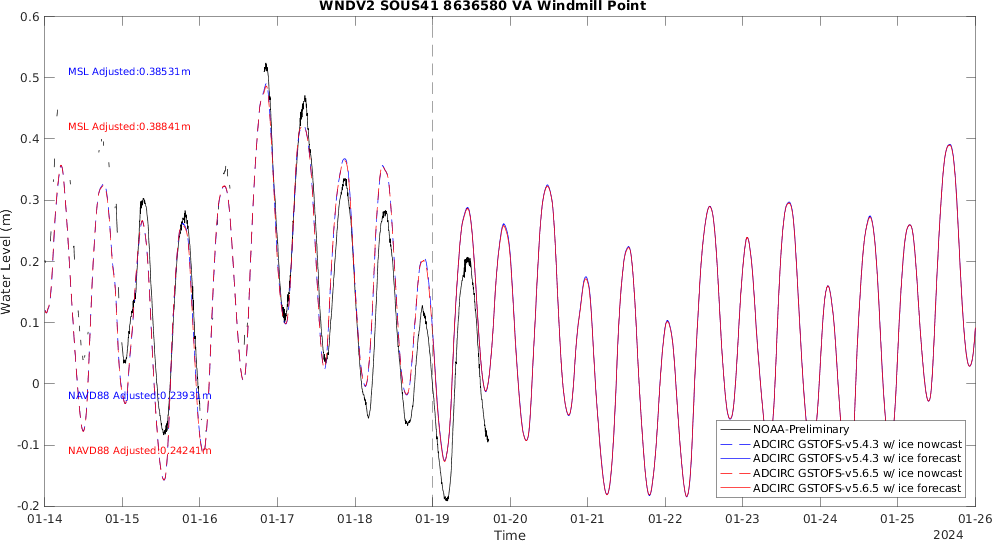 WNDV2 SOUS41 8636580 VA Windmill Point
0.6
0.5
0.4
0.3
0.2
0.1
0
-0.1
-0.2
Water Level (m)
MSL Adjusted:0.38531m
MSL Adjusted:0.38841m
NAVD88 Adjusted:0.23931m
NAVD88 Adjusted:0.24241m
NOAA-Preliminary
ADCIRC GSTOFS-v5.4.3 w/ ice nowcast
ADCIRC GSTOFS-v5.4.3 w/ ice forecast
ADCIRC GSTOFS-v5.6.5 w/ ice nowcast
ADCIRC GSTOFS-v5.6.5 w/ ice forecast
01-14 01-15 01-16 01-17 01-18 01-19 01-20 01-21 01-22 01-23 01-24 01-25 01-26
Time
2024